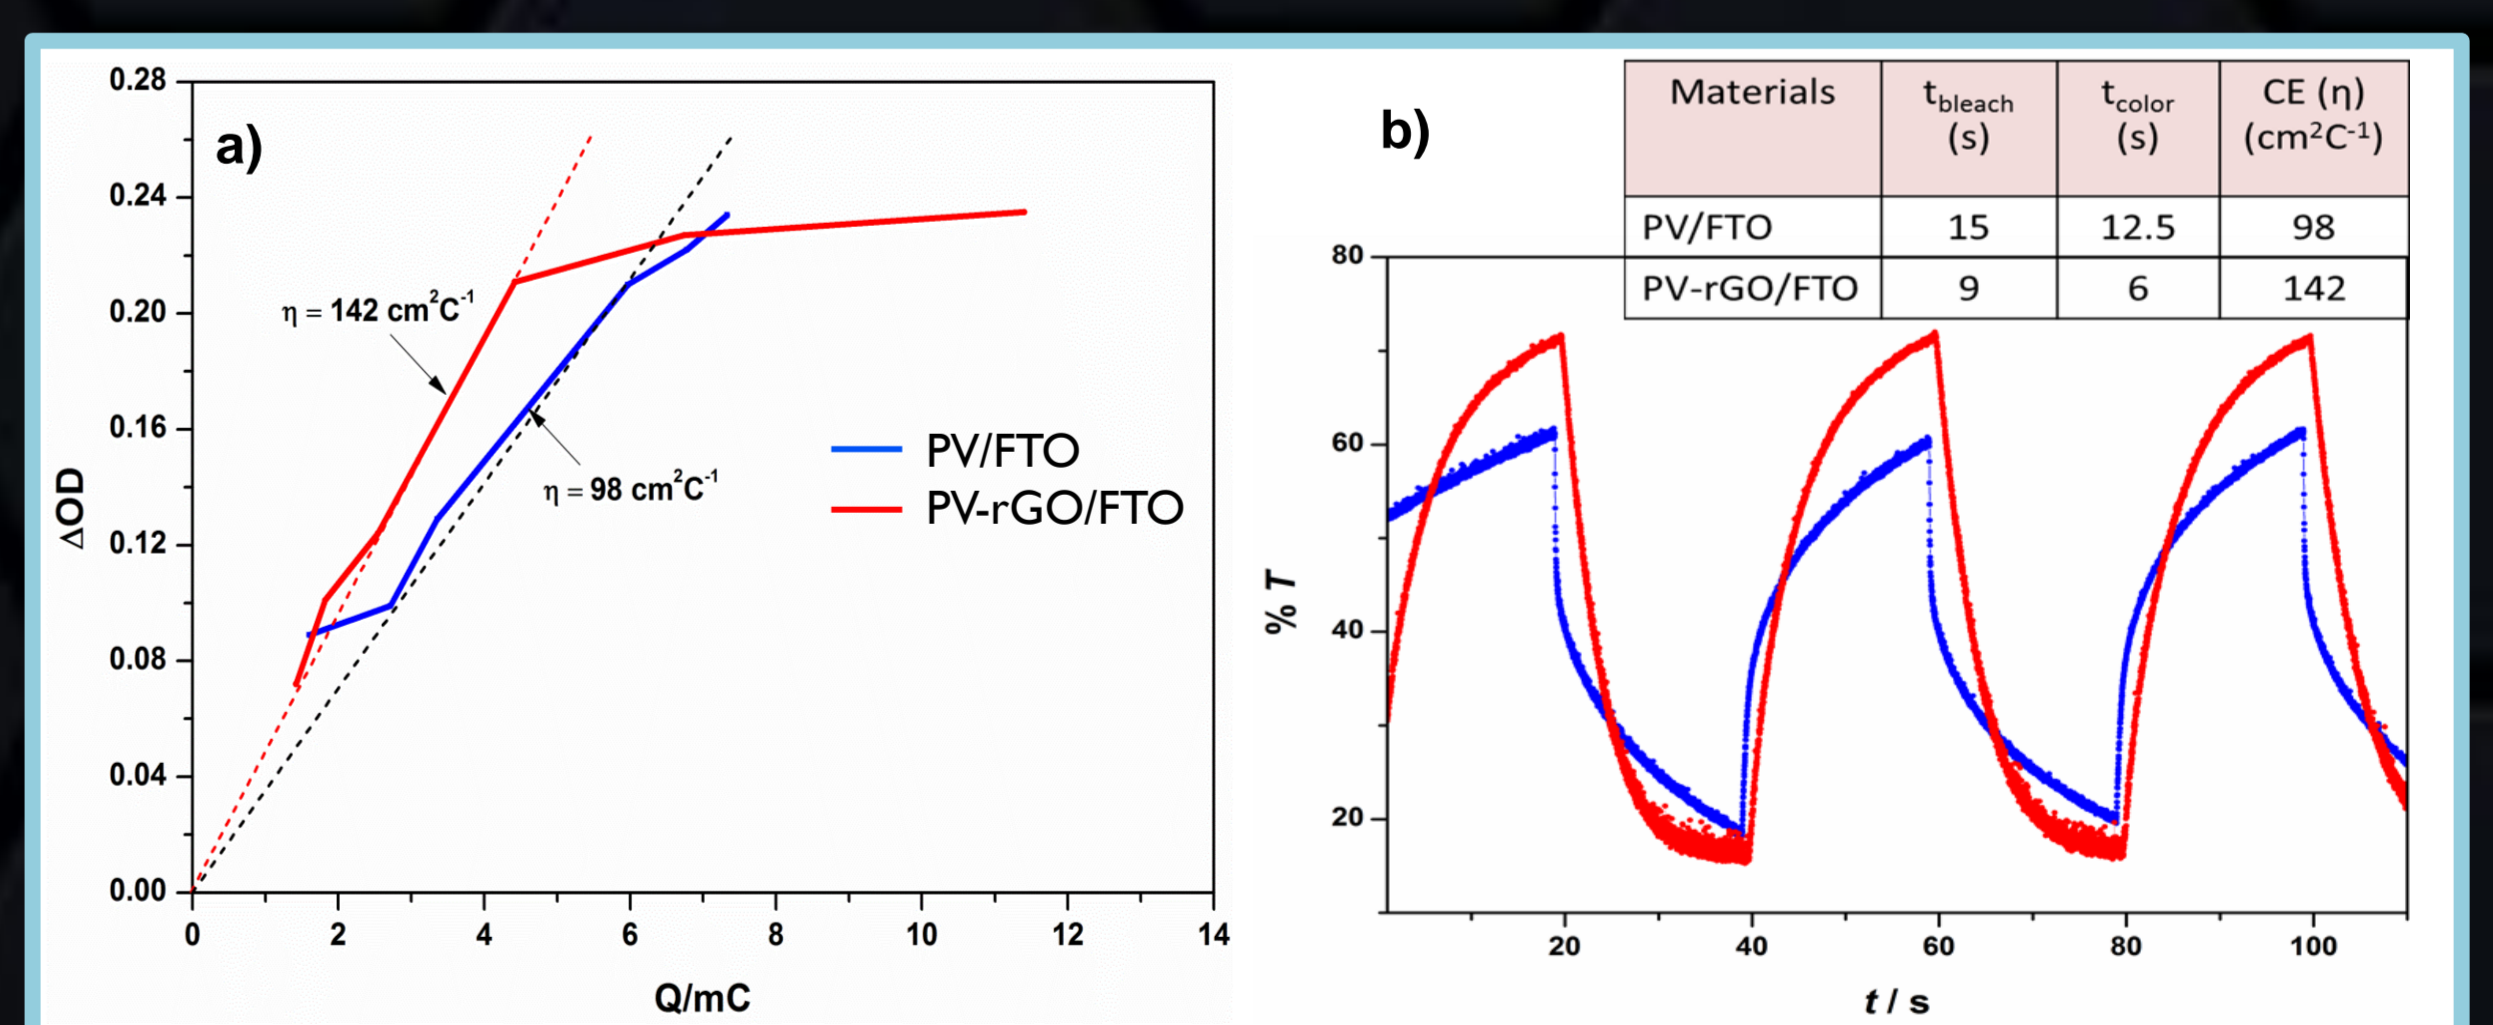 a)
0.28
0.24
0.20
0.16
0.12
0.08
0.04
0.00
ΔOD
η = 142 cm²C⁻¹
η = 98 cm²C⁻¹
PV/FTO
PV-rGO/FTO
0 2 4 6 8 10 12 14
Q/mC
b)
Materials t_bleach (s) t_color (s) CE (η) (cm²C⁻¹)
PV/FTO 15 12.5 98
PV-rGO/FTO 9 6 142
80
60
40
20
% T
20 40 60 80 100
t / s